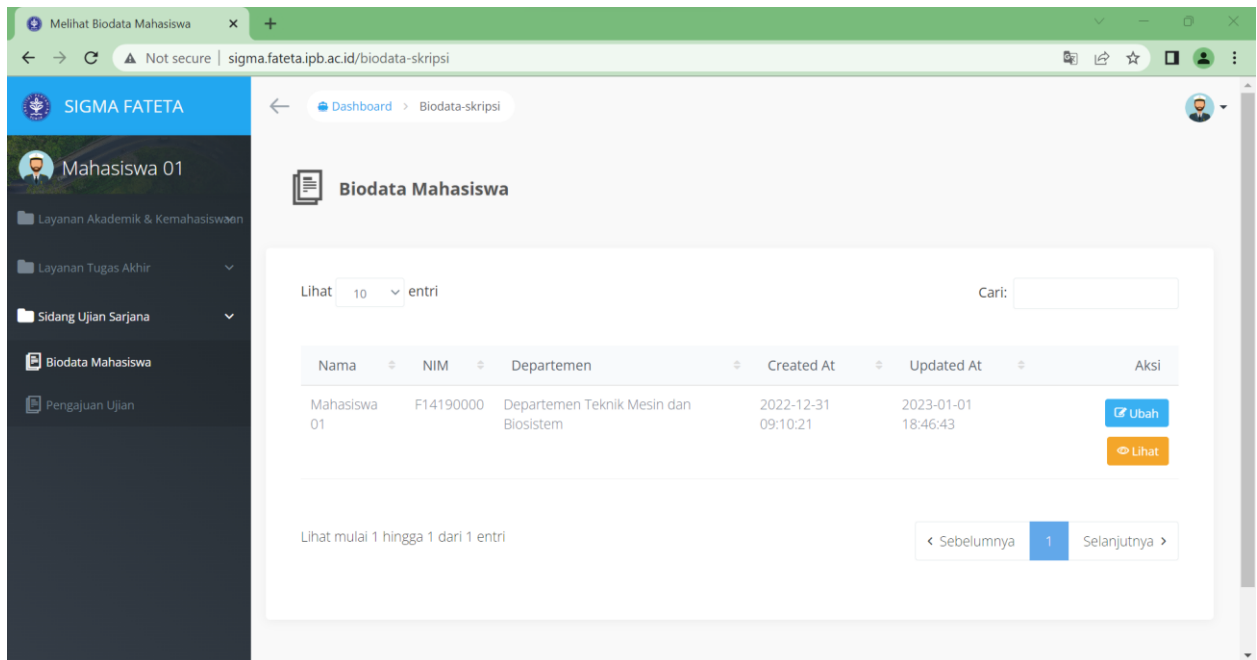 Melihat Biodata Mahasiswa
Not secure | sigma.fateta.ipb.ac.id/biodata-skripsi
SIGMA FATETA
Mahasiswa 01
Layanan Akademik & Kemahasiswaan
Layanan Tugas Akhir
Sidang Ujian Sarjana
Biodata Mahasiswa
Pengajuan Ujian
Dashboard > Biodata-skripsi
Biodata Mahasiswa
Lihat 10 entri
Cari:
Nama NIM Departemen Created At Updated At Aksi
Mahasiswa F14190000 Departemen Teknik Mesin dan 2022-12-31 2023-01-01 Ubah
01 Biosistem 09:10:21 18:46:43
Lihat
Lihat mulai 1 hingga 1 dari 1 entri
< Sebelumnya 1 Selanjutnya >